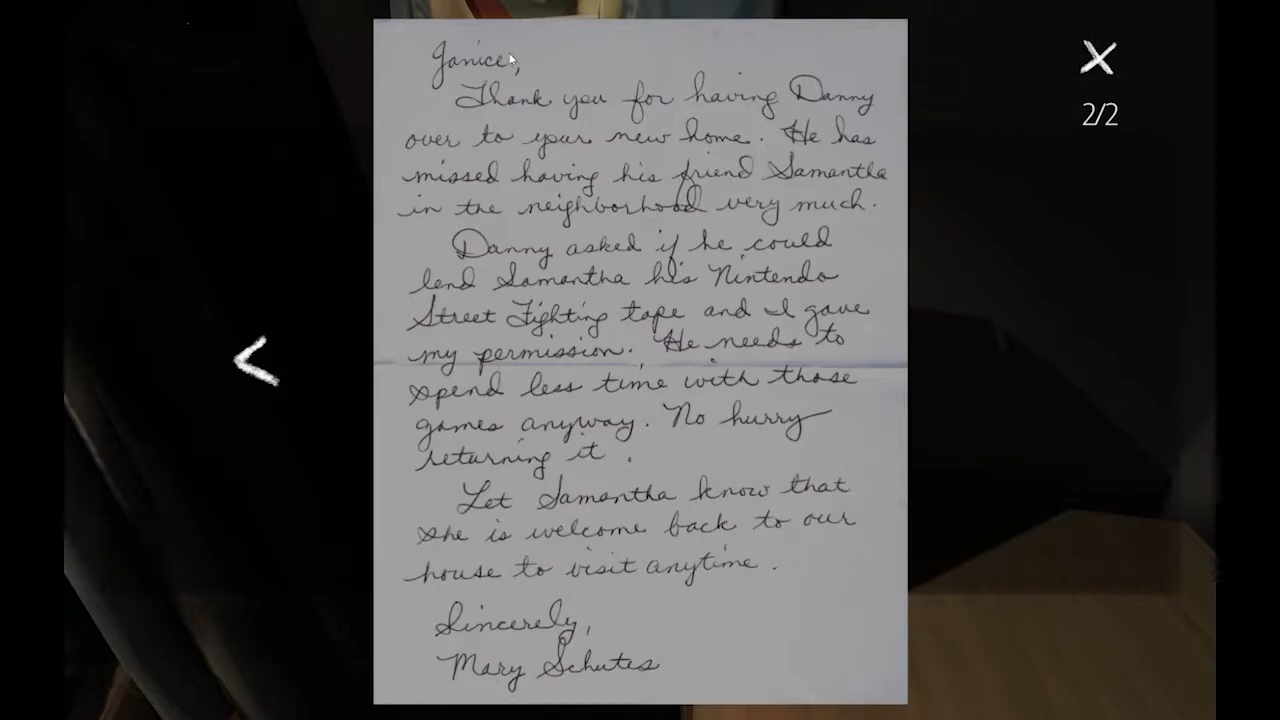 Janice,
Thank you for having Danny
over to your new home. He has
missed having his friend Samantha
in the neighborhood very much.
Danny asked if he could
lend Samantha his Nintendo
Street Fighting tape and I gave
my permission. He needs to
spend less time with those
games anyway. No hurry
returning it.
Let Samantha know that
she is welcome back to our
house to visit anytime.
Sincerely,
Mary Schutes
2/2